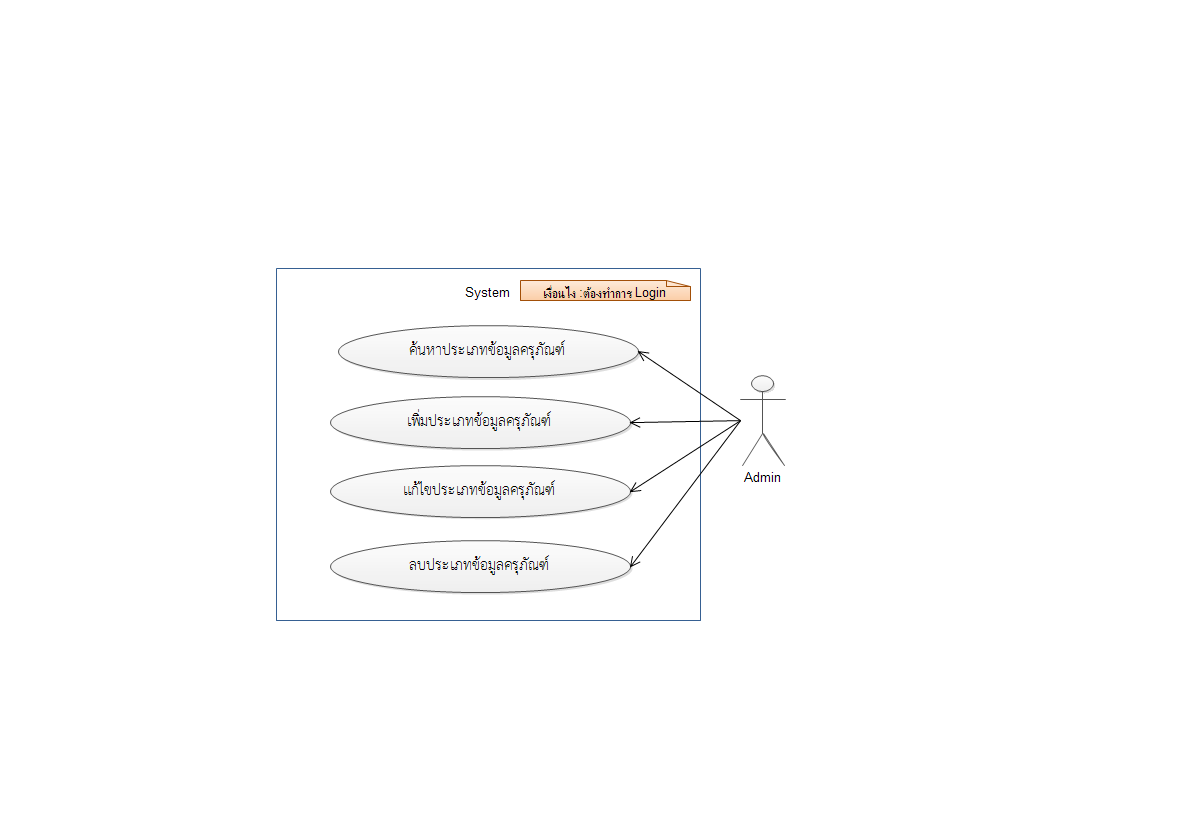 System
เงื่อนไง :ต้องทำการ Login
ค้นหาประเภทข้อมูลครุภัณฑ์
เพิ่มประเภทข้อมูลครุภัณฑ์
แก้ไขประเภทข้อมูลครุภัณฑ์
ลบประเภทข้อมูลครุภัณฑ์
Admin